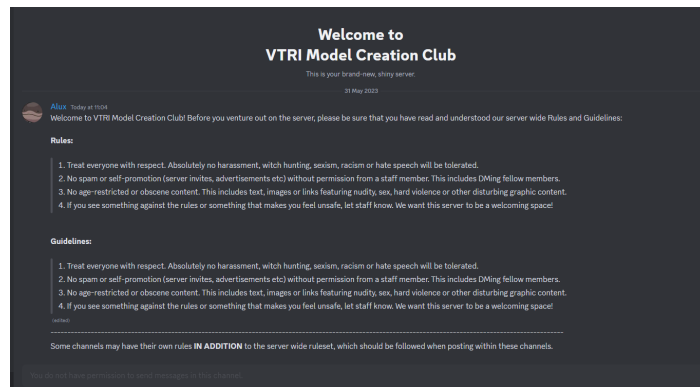 Welcome to
VTRI Model Creation Club
This is your brand-new, shiny server.
31 May 2023
Alux Today at 11:04
Welcome to VTRI Model Creation Club! Before you venture out on the server, please be sure that you have read and understood our server wide Rules and Guidelines:
Rules:
1. Treat everyone with respect. Absolutely no harassment, witch hunting, sexism, racism or hate speech will be tolerated.
2. No spam or self-promotion (server invites, advertisements etc) without permission from a staff member. This includes DMing fellow members.
3. No age-restricted or obscene content. This includes text, images or links featuring nudity, sex, hard violence or other disturbing graphic content.
4. If you see something against the rules or something that makes you feel unsafe, let staff know. We want this server to be a welcoming space!
Guidelines:
1. Treat everyone with respect. Absolutely no harassment, witch hunting, sexism, racism or hate speech will be tolerated.
2. No spam or self-promotion (server invites, advertisements etc) without permission from a staff member. This includes DMing fellow members.
3. No age-restricted or obscene content. This includes text, images or links featuring nudity, sex, hard violence or other disturbing graphic content.
4. If you see something against the rules or something that makes you feel unsafe, let staff know. We want this server to be a welcoming space!
(edited)
Some channels may have their own rules IN ADDITION to the server wide ruleset, which should be followed when posting within these channels.
You do not have permission to send messages in this channel.